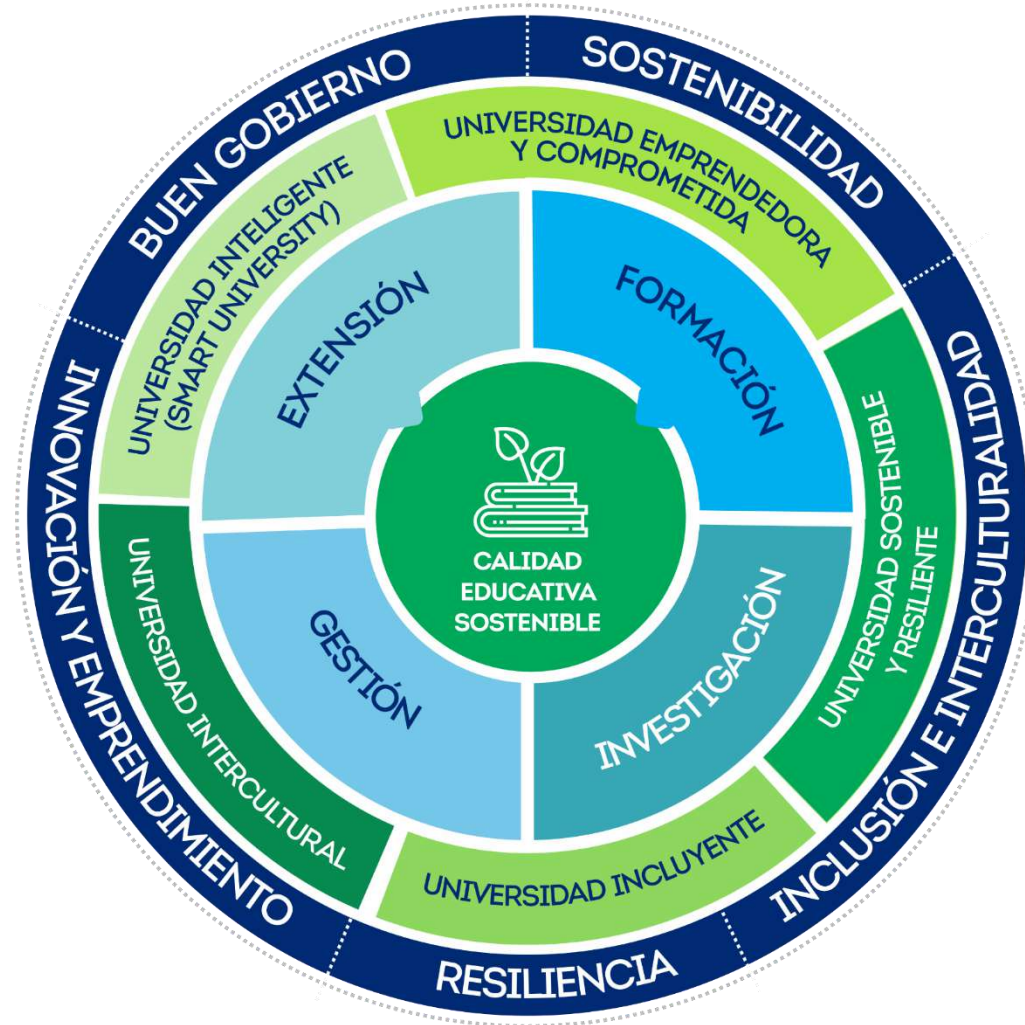 BUEN GOBIERNO
SOSTENIBILIDAD
INCLUSIÓN E INTERCULTURALIDAD
RESILIENCIA
INNOVACIÓN Y EMPRENDIMIENTO
UNIVERSIDAD INTELIGENTE
(SMART UNIVERSITY)
UNIVERSIDAD EMPRENDEDORA
Y COMPROMETIDA
UNIVERSIDAD SOSTENIBLE
Y RESILIENTE
UNIVERSIDAD INCLUYENTE
UNIVERSIDAD INTERCULTURAL
EXTENSIÓN
FORMACIÓN
INVESTIGACIÓN
GESTIÓN
CALIDAD
EDUCATIVA
SOSTENIBLE